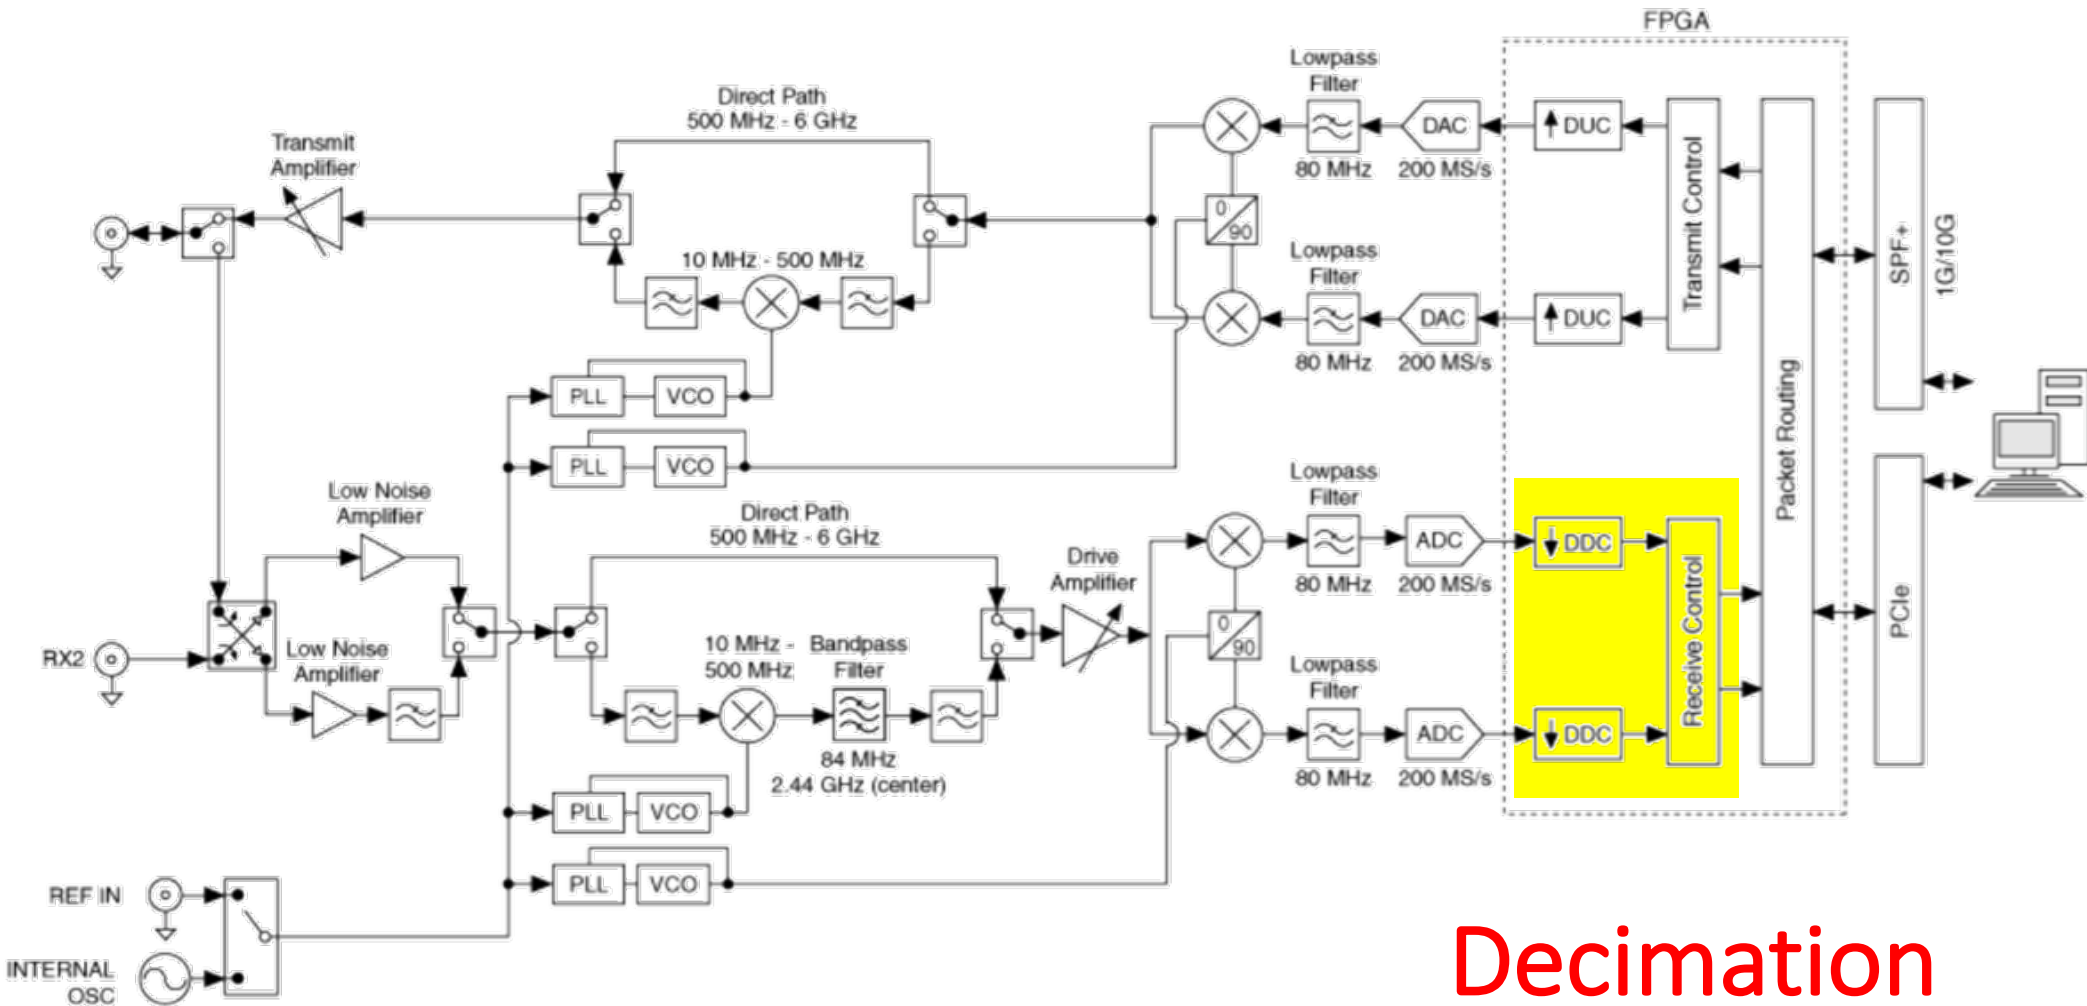 FPGA
Lowpass
Filter
80 MHz
DAC
200 MS/s
DUC
Direct Path
500 MHz - 6 GHz
Transmit
Amplifier
10 MHz - 500 MHz
0
90
Lowpass
Filter
80 MHz
DAC
200 MS/s
DUC
Transmit Control
Packet Routing
SPF+
1G/10G
PLL
VCO
PLL
VCO
Low Noise
Amplifier
Direct Path
500 MHz - 6 GHz
Drive
Amplifier
Lowpass
Filter
80 MHz
ADC
200 MS/s
DDC
Receive Control
PCIe
RX2
Low Noise
Amplifier
10 MHz -
500 MHz
Bandpass
Filter
84 MHz
2.44 GHz (center)
0
90
Lowpass
Filter
80 MHz
ADC
200 MS/s
DDC
PLL
VCO
PLL
VCO
REF IN
INTERNAL
OSC
Decimation